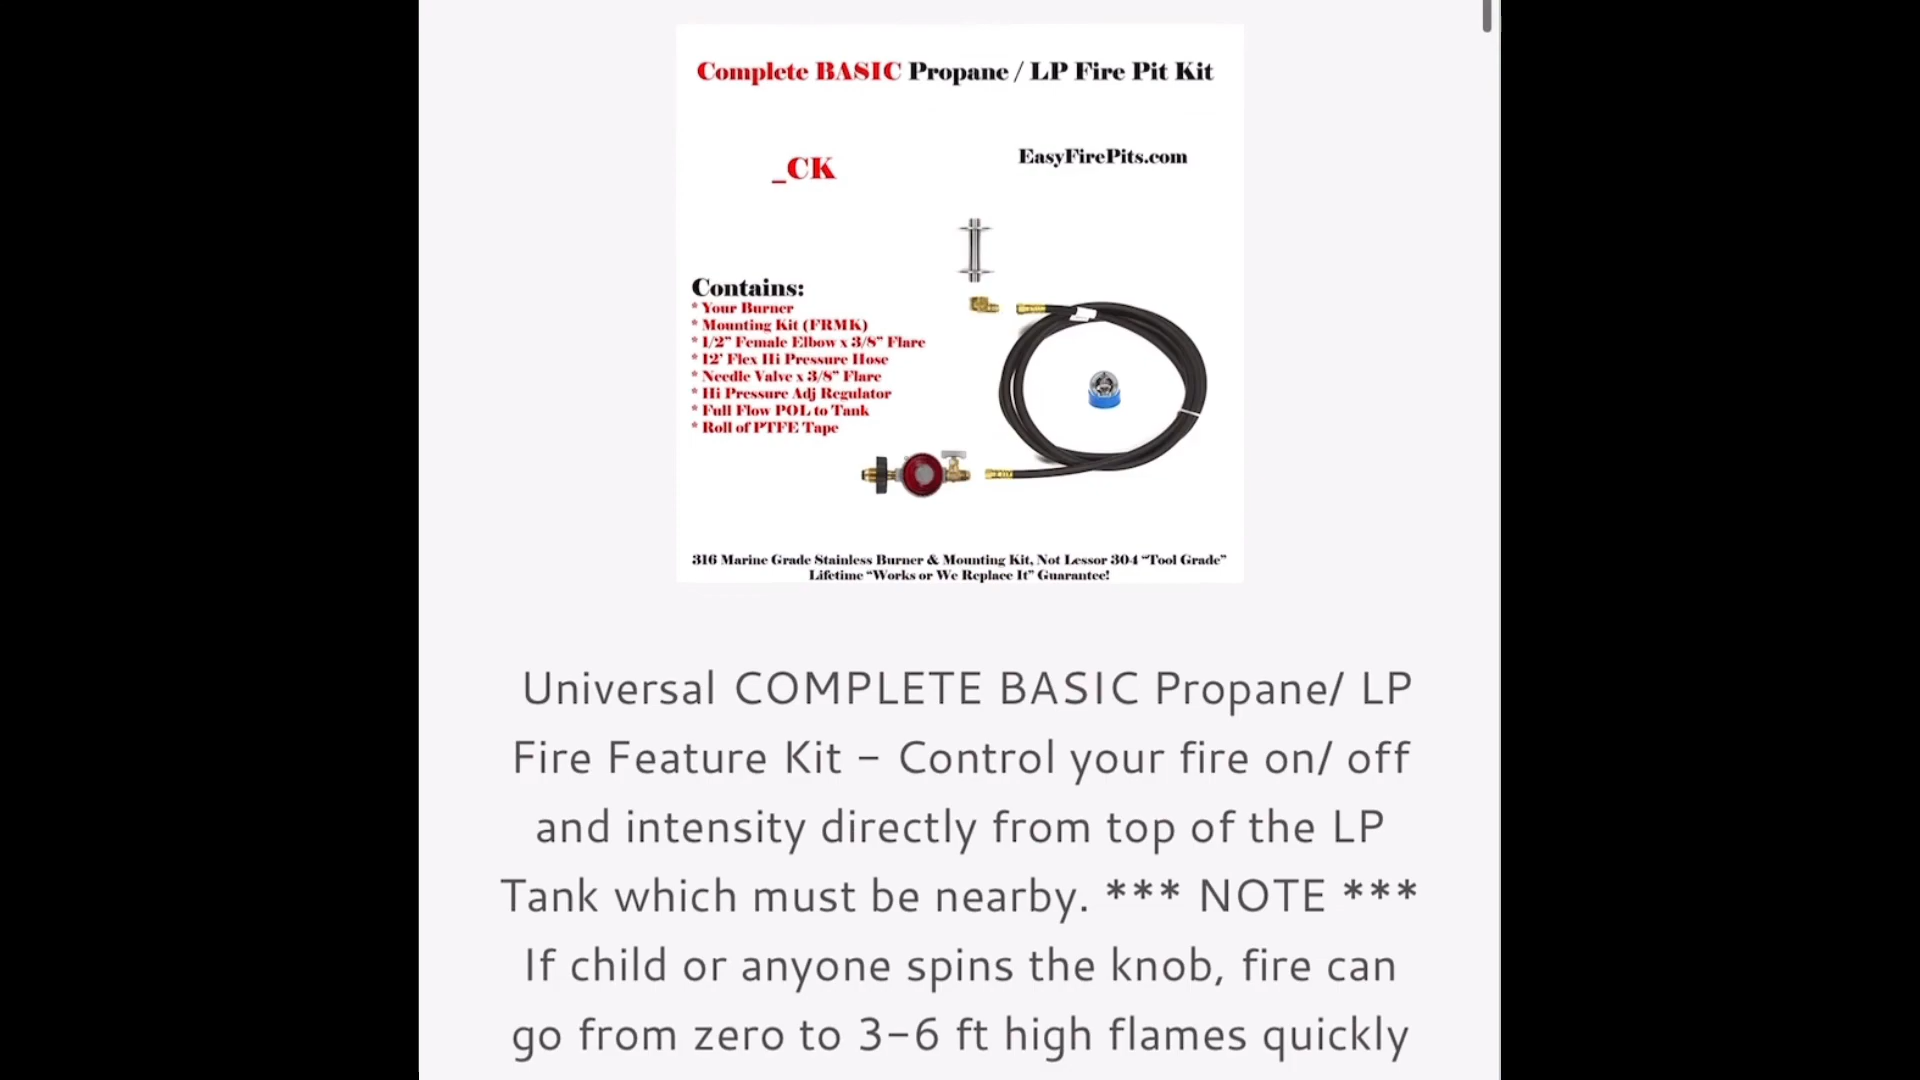 Complete BASIC Propane / LP Fire Pit Kit
EasyFirePits.com
_CK
Contains:
* Your Burner
* Mounting Kit (FRMK)
* 1/2" Female Elbow x 3/8" Flare
* 12' Flex Hi Pressure Hose
* Needle Valve x 3/8" Flare
* Hi Pressure Adj Regulator
* Full Flow POL to Tank
* Roll of PTFE Tape
316 Marine Grade Stainless Burner & Mounting Kit, Not Lessor 304 “Tool Grade”
Lifetime “Works or We Replace It” Guarantee!
Universal COMPLETE BASIC Propane/ LP
Fire Feature Kit - Control your fire on/ off
and intensity directly from top of the LP
Tank which must be nearby. *** NOTE ***
If child or anyone spins the knob, fire can
go from zero to 3-6 ft high flames quickly